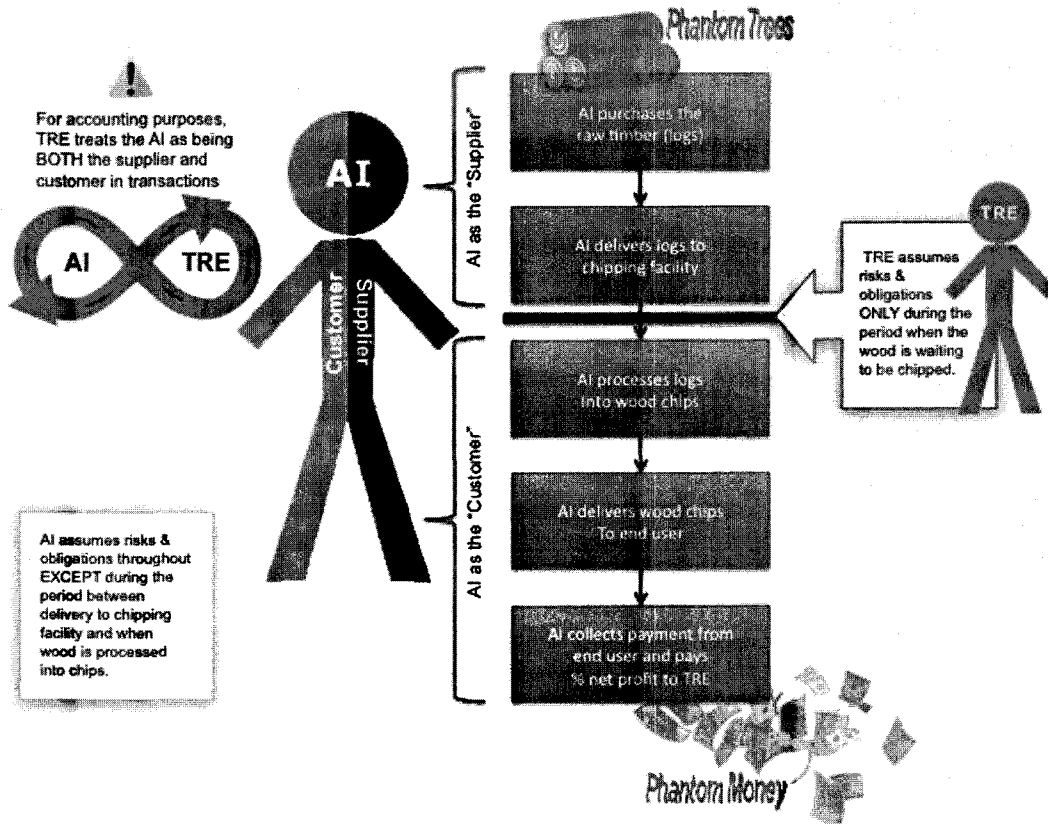 Phantom Trees
!
For accounting purposes,
TRE treats the AI as being
BOTH the supplier and
customer in transactions
AI
TRE
AI
Customer
Supplier
AI as the "Supplier"
AI purchases the
raw timber (logs)
AI delivers logs to
chipping facility
TRE
TRE assumes
risks &
obligations
ONLY during the
period when the
wood is waiting
to be chipped.
AI as the "Customer"
AI processes logs
into wood chips
AI delivers wood chips
To end user
AI collects payment from
end user and pays
% net profit to TRE
AI assumes risks &
obligations throughout
EXCEPT during the
period between
delivery to chipping
facility and when
wood is processed
into chips.
Phantom Money